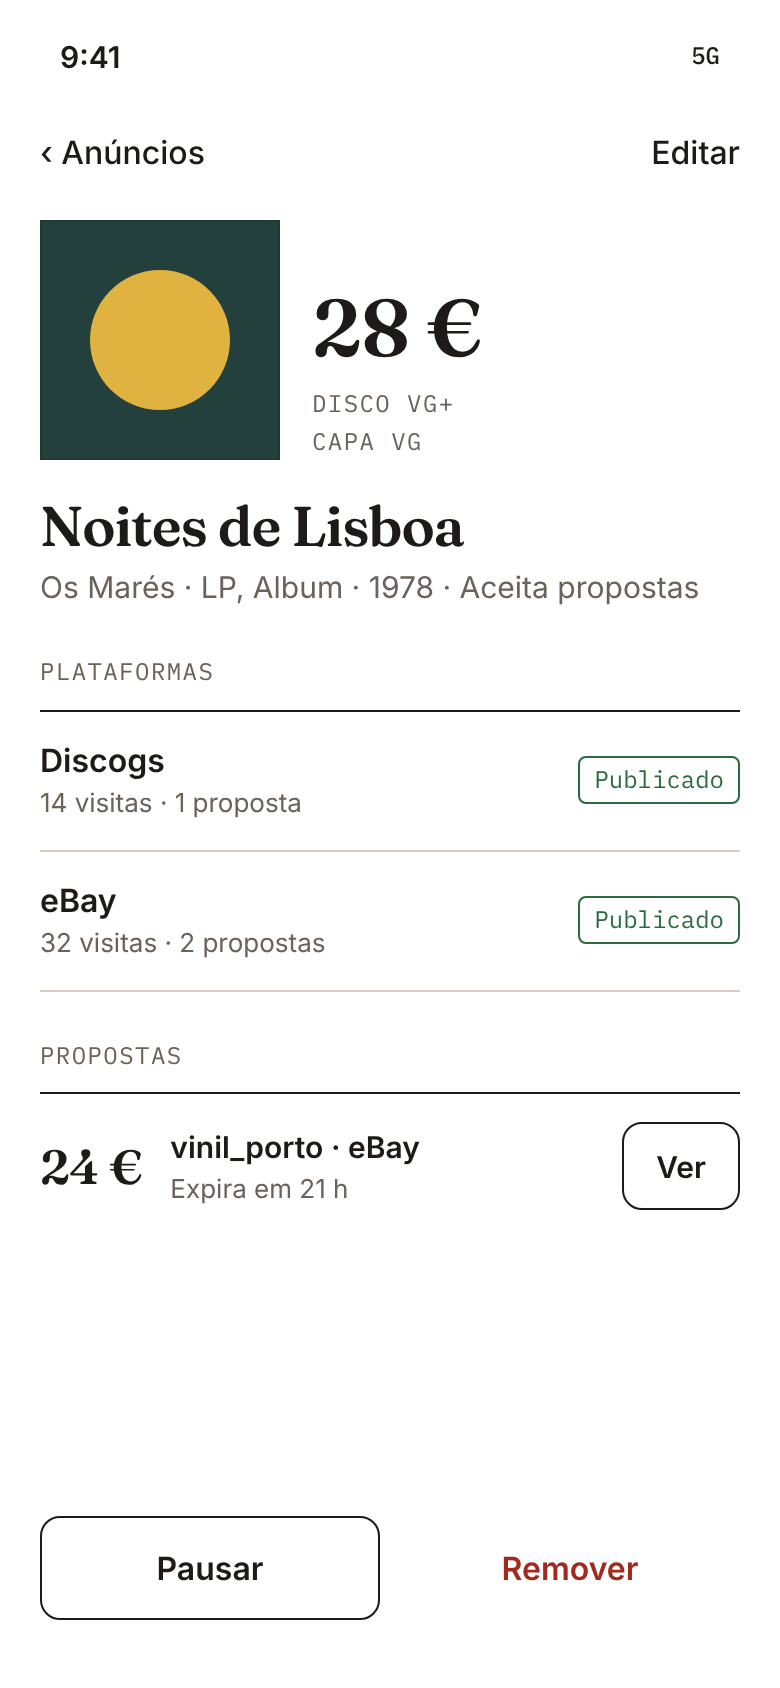 9:41
5G
‹ Anúncios
Editar
28 €
DISCO VG+
CAPA VG
Noites de Lisboa
Os Marés · LP, Album · 1978 · Aceita propostas
PLATAFORMAS
Discogs
14 visitas · 1 proposta
Publicado
eBay
32 visitas · 2 propostas
Publicado
PROPOSTAS
24 €
vinil_porto · eBay
Expira em 21 h
Ver
Pausar
Remover